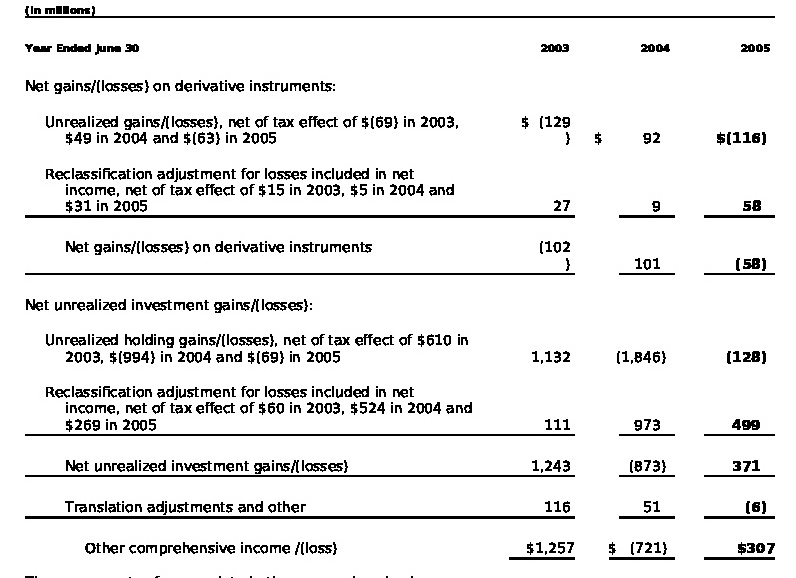 (In millions)
Year Ended June 30 2003 2004 2005
Net gains/(losses) on derivative instruments:
Unrealized gains/(losses), net of tax effect of $(69) in 2003, $ (129
$49 in 2004 and $(63) in 2005 ) $ 92 $(116)
Reclassification adjustment for losses included in net
income, net of tax effect of $15 in 2003, $5 in 2004 and
$31 in 2005 27 9 58
Net gains/(losses) on derivative instruments (102
) 101 (58)
Net unrealized investment gains/(losses):
Unrealized holding gains/(losses), net of tax effect of $610 in
2003, $(994) in 2004 and $(69) in 2005 1,132 (1,846) (128)
Reclassification adjustment for losses included in net
income, net of tax effect of $60 in 2003, $524 in 2004 and
$269 in 2005 111 973 499
Net unrealized investment gains/(losses) 1,243 (873) 371
Translation adjustments and other 116 51 (6)
Other comprehensive income /(loss) $1,257 $ (721) $307